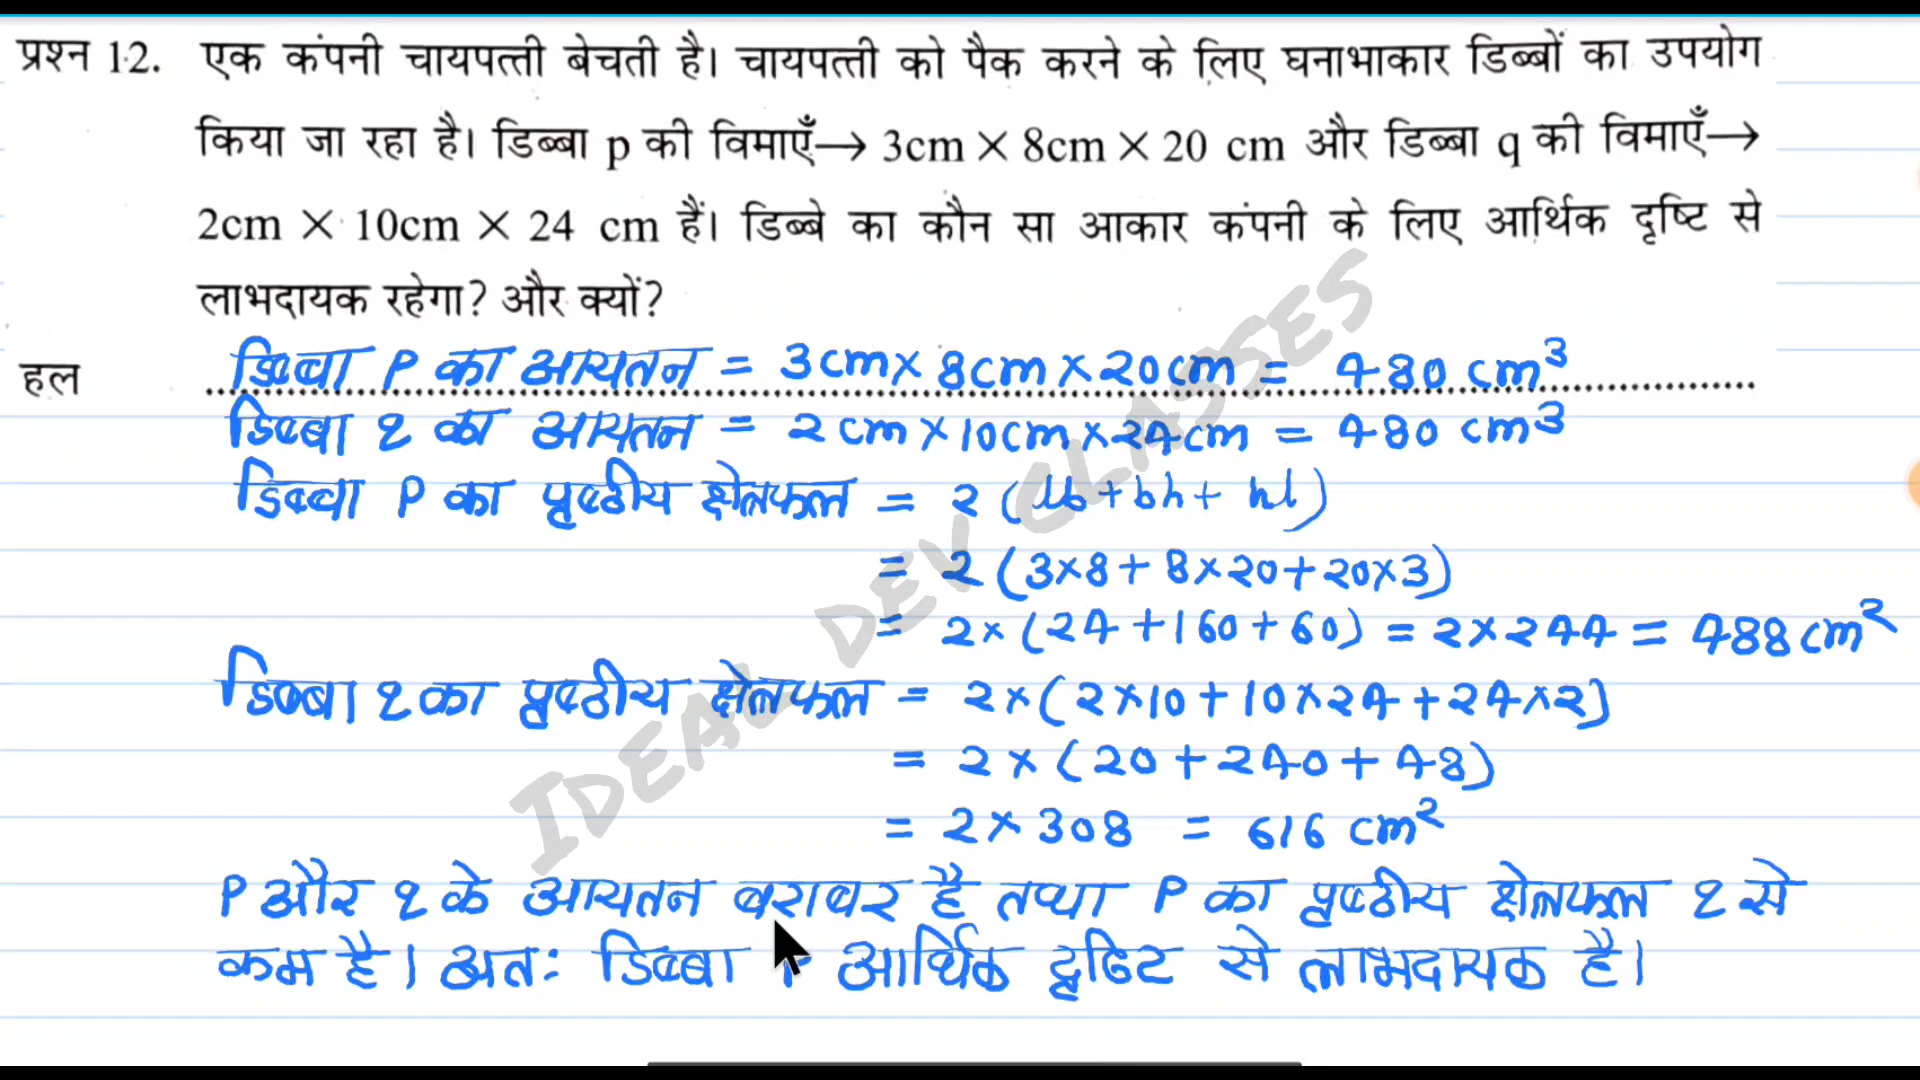 प्रश्न 12. एक कंपनी चायपत्ती बेचती है। चायपत्ती को पैक करने के लिए घनाभाकार डिब्बों का उपयोग
किया जा रहा है। डिब्बा p की विमाएँ→ 3cm × 8cm × 20 cm और डिब्बा q की विमाएँ→
2cm × 10cm × 24 cm हैं। डिब्बे का कौन सा आकार कंपनी के लिए आर्थिक दृष्टि से
लाभदायक रहेगा? और क्यों?
हल डिब्बा P का आयतन = 3cm × 8cm × 20cm = 480 cm³
डिब्बा q का आयतन = 2cm × 10cm × 24cm = 480 cm³
डिब्बा P का पृष्ठीय क्षेत्रफल = 2 (lb + bh + hl)
= 2 (3×8 + 8×20 + 20×3)
= 2 × (24 + 160 + 60) = 2 × 244 = 488 cm²
डिब्बा q का पृष्ठीय क्षेत्रफल = 2 × (2×10 + 10×24 + 24×2)
= 2 × (20 + 240 + 48)
= 2 × 308 = 616 cm²
P और q के आयतन बराबर है तथा P का पृष्ठीय क्षेत्रफल q से
कम है। अतः डिब्बा P आर्थिक दृष्टि से लाभदायक है।
IDEAL DEV CLASSES